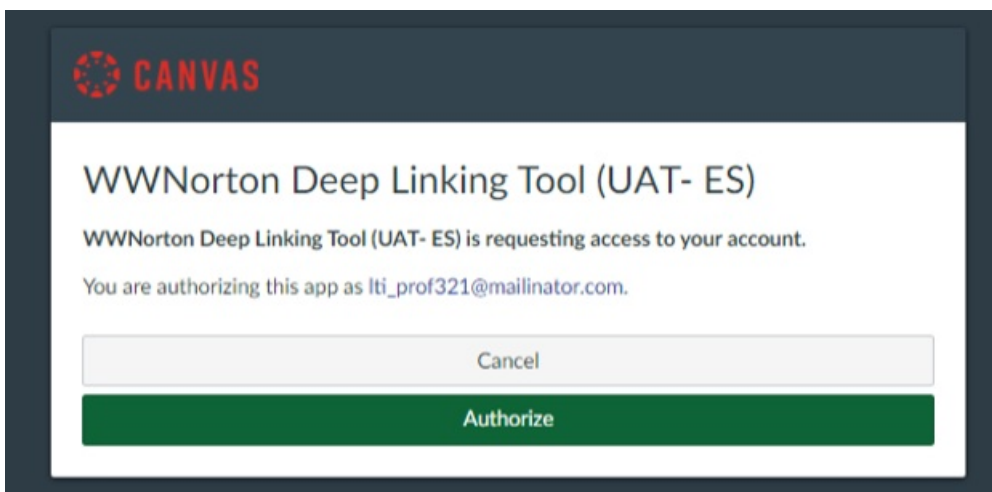 CANVAS
WWNorton Deep Linking Tool (UAT- ES)
WWNorton Deep Linking Tool (UAT- ES) is requesting access to your account.
You are authorizing this app as lti_prof321@mailinator.com.
Cancel
Authorize